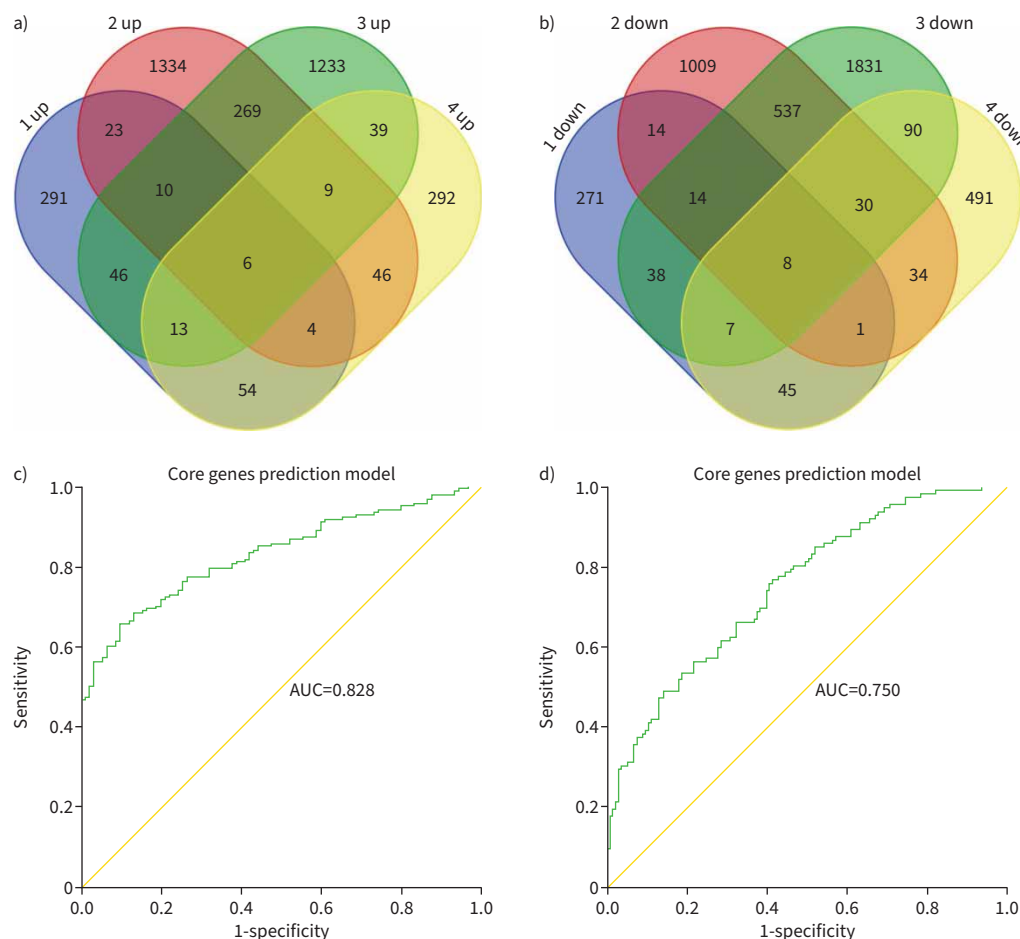 a)
2 up
3 up
1 up
4 up
1334
1233
23
269
39
291
10
9
292
46
6
46
13
4
54
b)
2 down
3 down
1 down
4 down
1009
1831
14
537
90
271
14
30
491
38
8
34
7
1
45
c)
Core genes prediction model
1.0
0.8
0.6
0.4
0.2
0
Sensitivity
AUC=0.828
0.0 0.2 0.4 0.6 0.8 1.0
1-specificity
d)
Core genes prediction model
1.0
0.8
0.6
0.4
0.2
0
Sensitivity
AUC=0.750
0.0 0.2 0.4 0.6 0.8 1.0
1-specificity